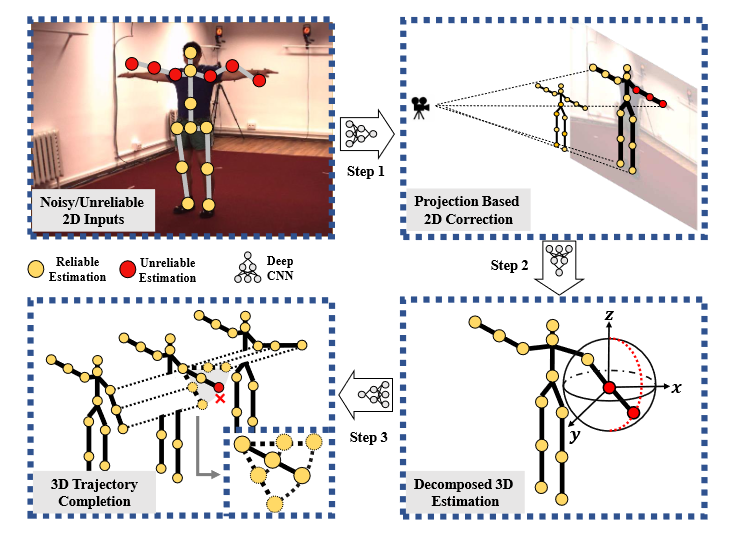 Noisy/Unreliable
2D Inputs
Step 1
Projection Based
2D Correction
Reliable
Estimation
Unreliable
Estimation
Deep
CNN
Step 2
3D Trajectory
Completion
Step 3
z
x
y
Decomposed 3D
Estimation